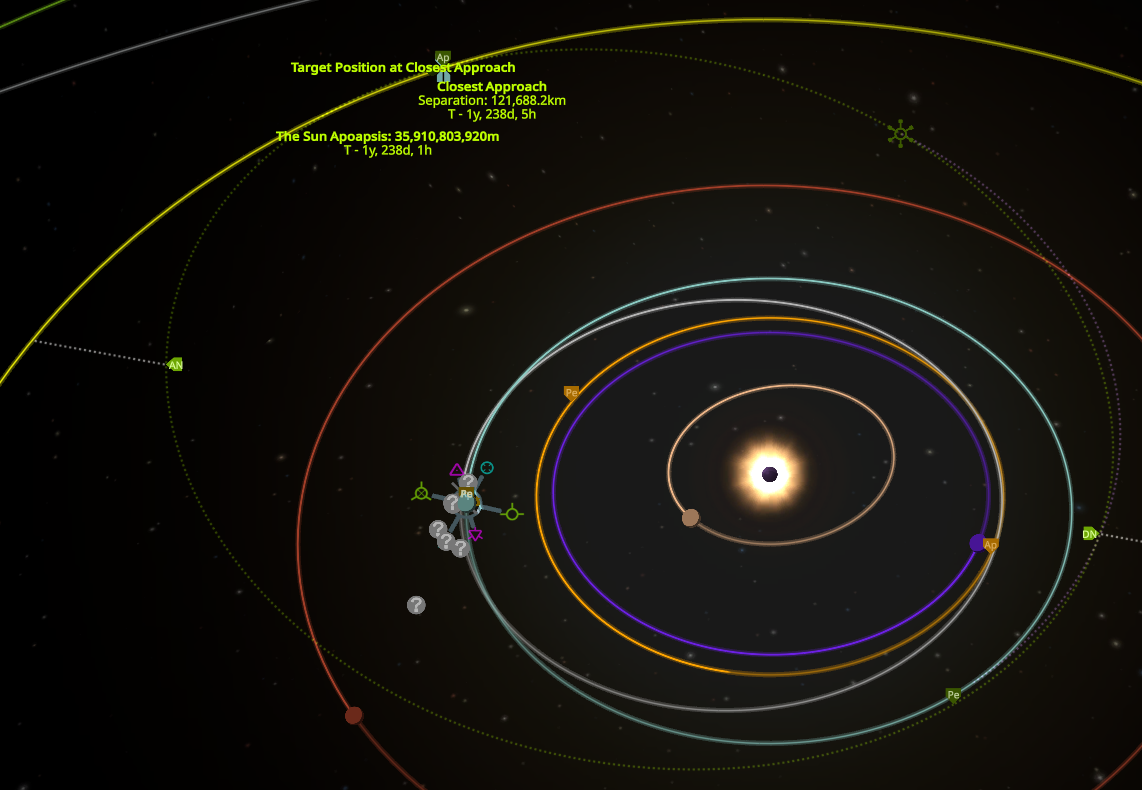 Ap
Target Position at Closest Approach
Closest Approach
Separation: 121,688.2km
T - 1y, 238d, 5h
The Sun Apoapsis: 35,910,803,920m
T - 1y, 238d, 1h
AN
Pe
?
Pe
?
?
?
?
?
DN
Ap
Pe